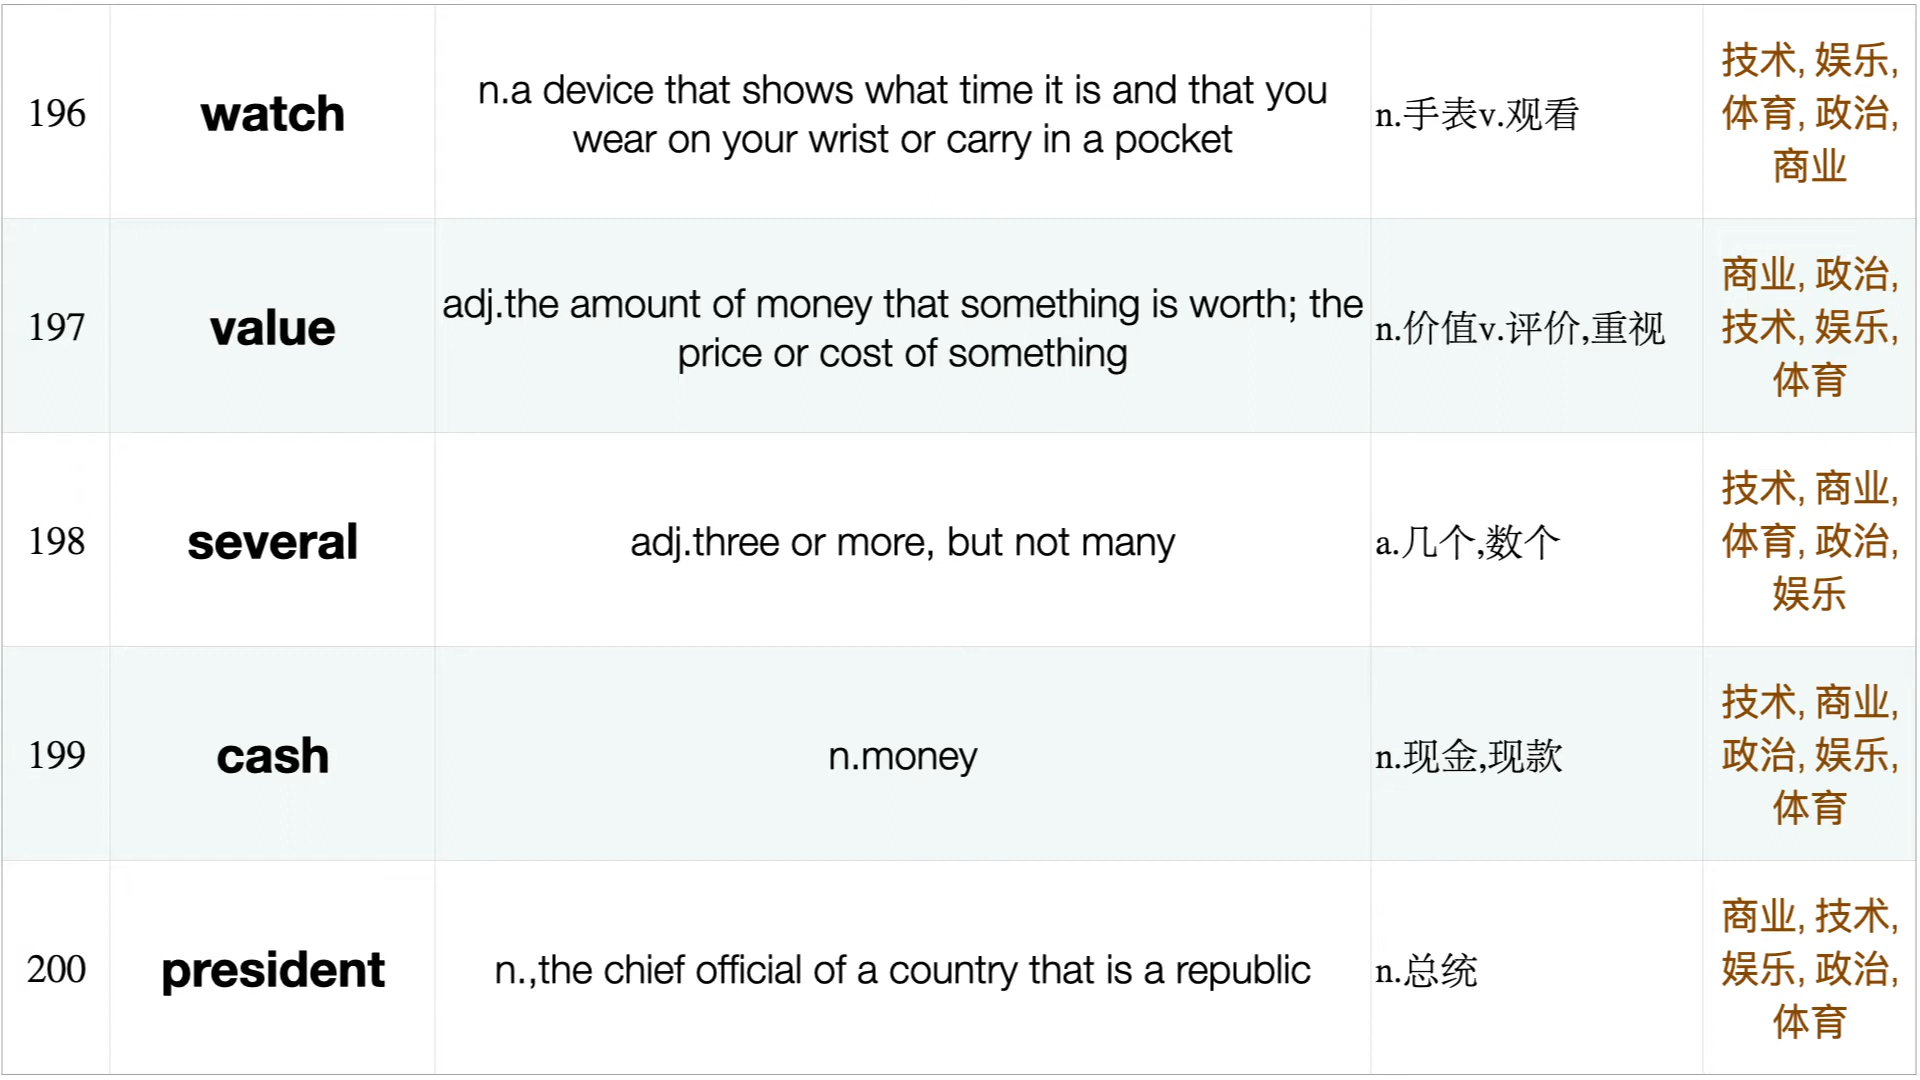 196
watch
n.a device that shows what time it is and that you
wear on your wrist or carry in a pocket
n.手表v.观看
技术, 娱乐,
体育, 政治,
商业
197
value
adj.the amount of money that something is worth; the
price or cost of something
n.价值v.评价,重视
商业, 政治,
技术, 娱乐,
体育
198
several
adj.three or more, but not many
a.几个,数个
技术, 商业,
体育, 政治,
娱乐
199
cash
n.money
n.现金,现款
技术, 商业,
政治, 娱乐,
体育
200
president
n.,the chief official of a country that is a republic
n.总统
商业, 技术,
娱乐, 政治,
体育